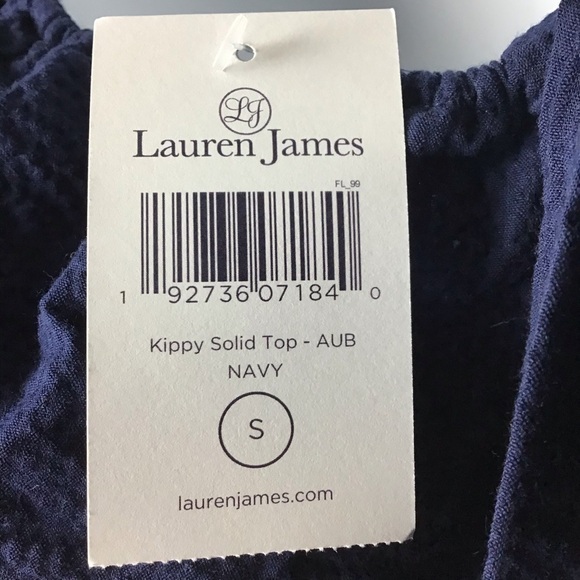 LJ
Lauren James
FL_99
1 92736 07184 0
Kippy Solid Top - AUB
NAVY
S
laurenjames.com